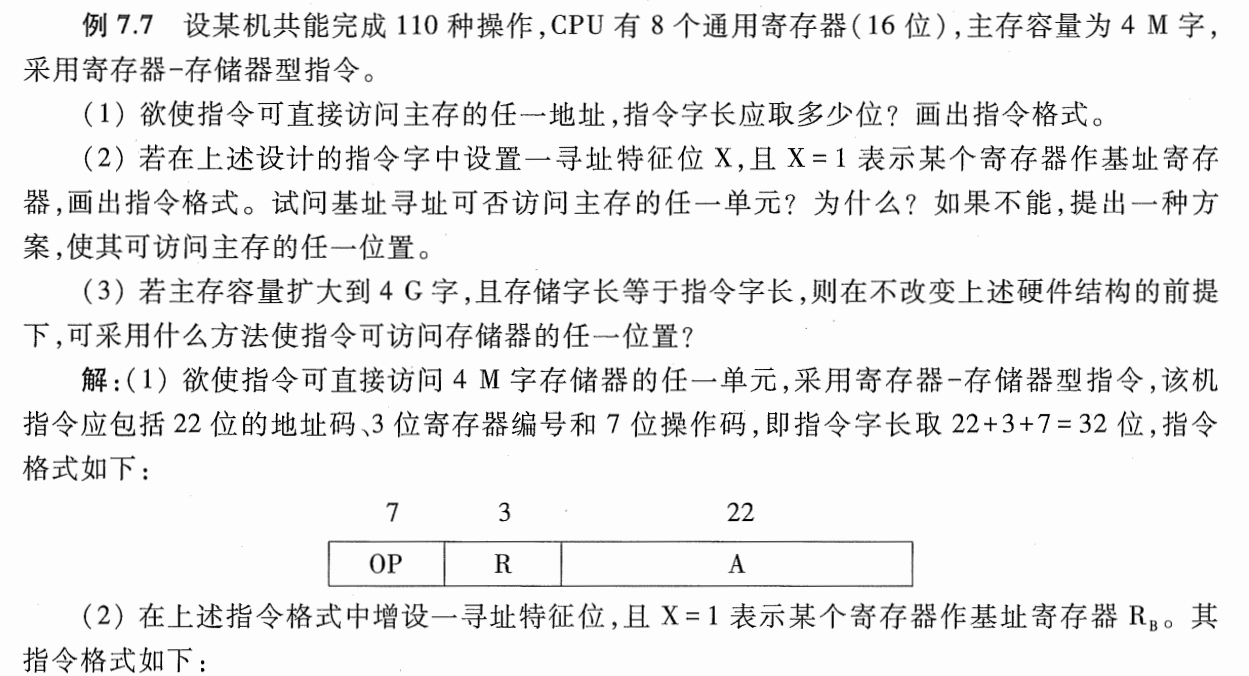 例 7.7 设某机共能完成 110 种操作,CPU 有 8 个通用寄存器(16 位),主存容量为 4 M 字,
采用寄存器-存储器型指令。
(1) 欲使指令可直接访问主存的任一地址,指令字长应取多少位? 画出指令格式。
(2) 若在上述设计的指令字中设置一寻址特征位 X,且 X=1 表示某个寄存器作基址寄存
器,画出指令格式。试问基址寻址可否访问主存的任一单元? 为什么? 如果不能,提出一种方
案,使其可访问主存的任一位置。
(3) 若主存容量扩大到 4 G 字,且存储字长等于指令字长,则在不改变上述硬件结构的前提
下,可采用什么方法使指令可访问存储器的任一位置?
解:(1) 欲使指令可直接访问 4 M 字存储器的任一单元,采用寄存器-存储器型指令,该机
指令应包括 22 位的地址码、3 位寄存器编号和 7 位操作码,即指令字长取 22+3+7=32 位,指令
格式如下:
7 3 22
OP R A
(2) 在上述指令格式中增设一寻址特征位,且 X=1 表示某个寄存器作基址寄存器 R_B。其
指令格式如下: